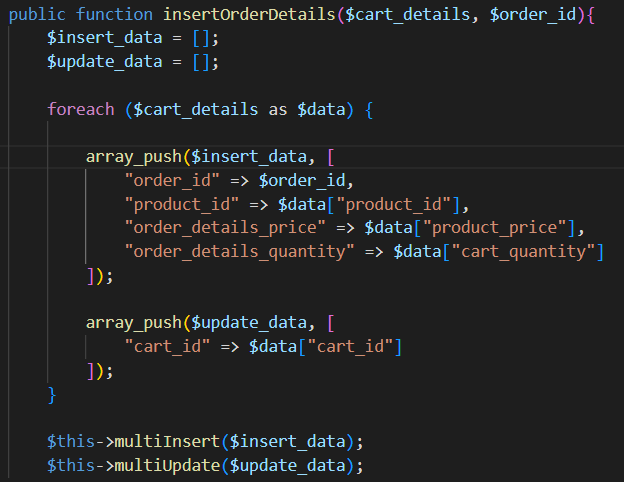 public function insertOrderDetails($cart_details, $order_id){
$insert_data = [];
$update_data = [];
foreach ($cart_details as $data) {
array_push($insert_data, [
"order_id" => $order_id,
"product_id" => $data["product_id"],
"order_details_price" => $data["product_price"],
"order_details_quantity" => $data["cart_quantity"]
]);
array_push($update_data, [
"cart_id" => $data["cart_id"]
]);
}
$this->multiInsert($insert_data);
$this->multiUpdate($update_data);